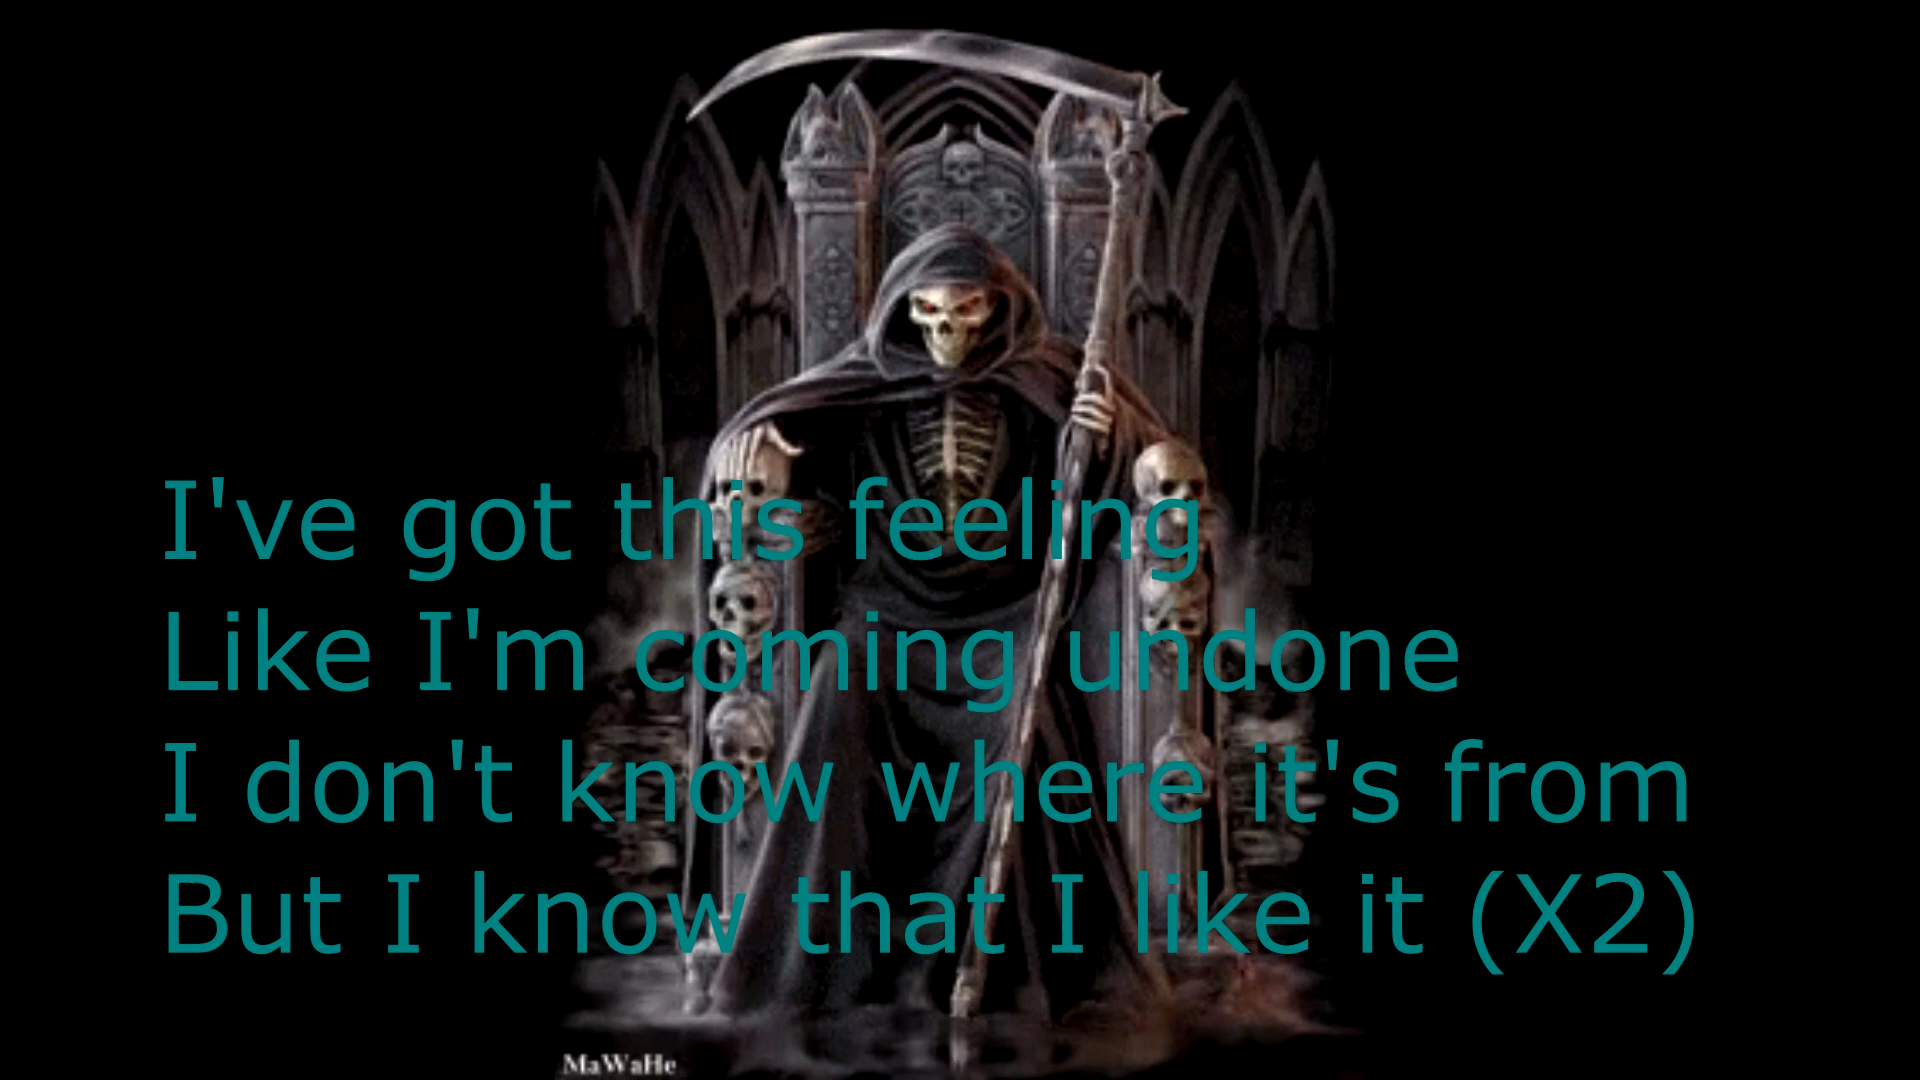 I've got this feeling
Like I'm coming undone
I don't know where it's from
But I know that I like it (X2)
MaWaHe